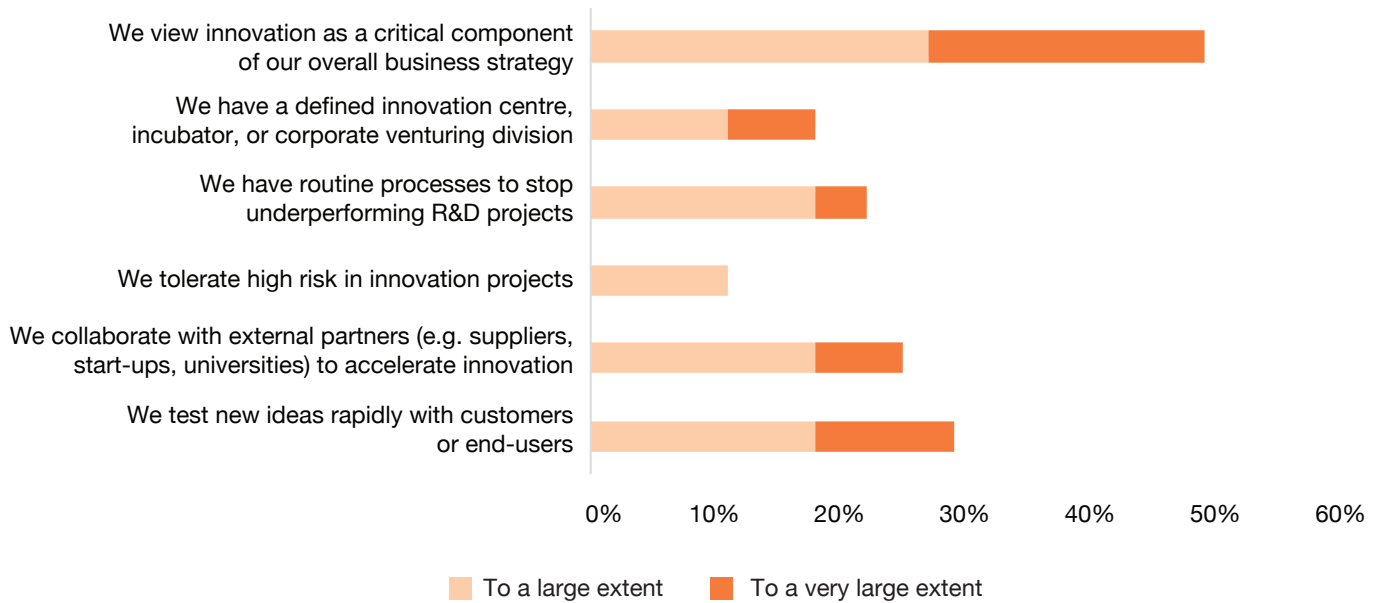 We view innovation as a critical component
of our overall business strategy
We have a defined innovation centre,
incubator, or corporate venturing division
We have routine processes to stop
underperforming R&D projects
We tolerate high risk in innovation projects
We collaborate with external partners (e.g. suppliers,
start-ups, universities) to accelerate innovation
We test new ideas rapidly with customers
or end-users
0% 10% 20% 30% 40% 50% 60%
To a large extent To a very large extent